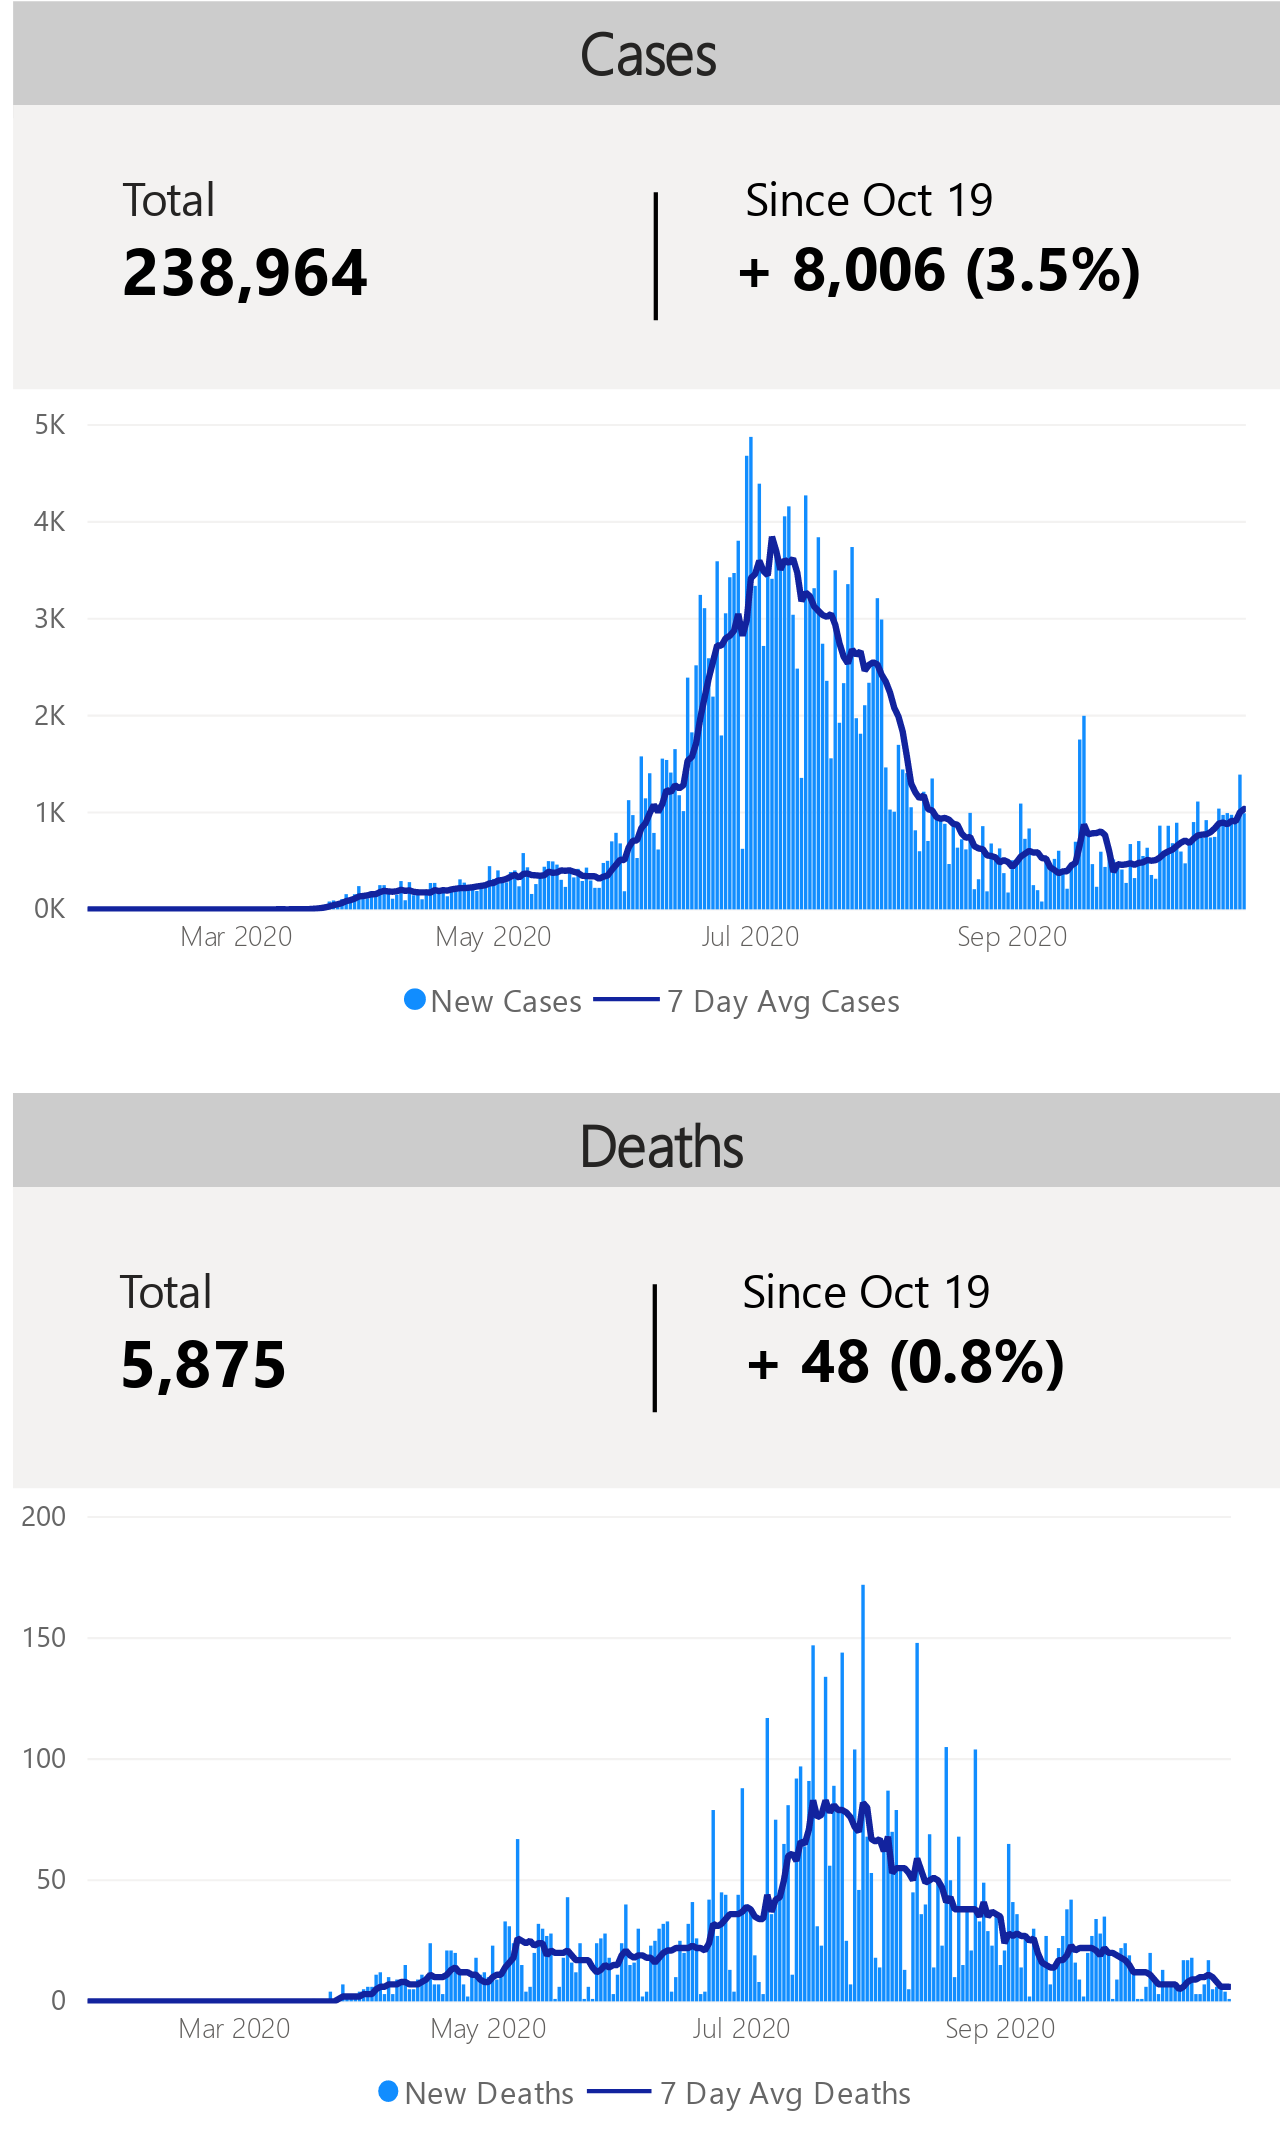 Cases
Total
Since Oct 19
238,964
+ 8,006 (3.5%)
5K
4K
3K
2K
1K
0K
Mar 2020
May 2020
Jul 2020
Sep 2020
New Cases
7 Day Avg Cases
Deaths
Total
Since Oct 19
5,875
+ 48 (0.8%)
200
150
100
50
0
Mar 2020
May 2020
Jul 2020
Sep 2020
New Deaths
7 Day Avg Deaths